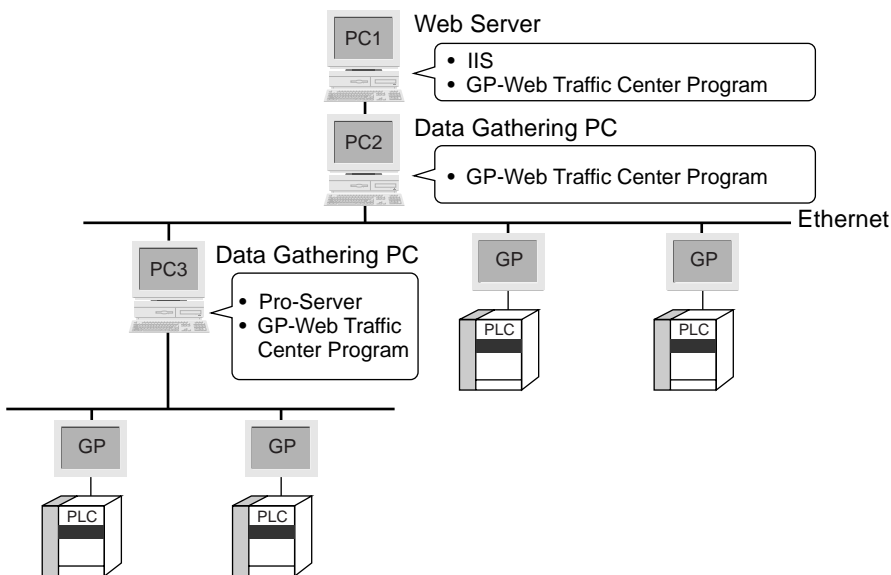 Web Server
PC1
• IIS
• GP-Web Traffic Center Program
Data Gathering PC
PC2
• GP-Web Traffic Center Program
Ethernet
Data Gathering PC
PC3
• Pro-Server
• GP-Web Traffic
Center Program
GP
GP
PLC
PLC
GP
GP
PLC
PLC